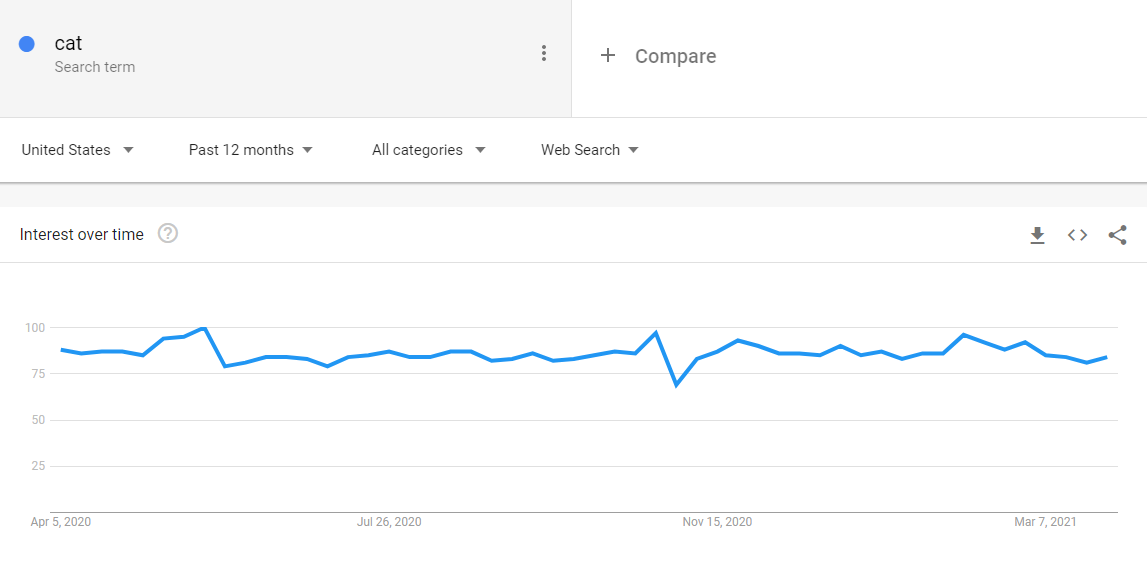 cat
Search term
+ Compare
United States
Past 12 months
All categories
Web Search
Interest over time ?
100
75
50
25
Apr 5, 2020
Jul 26, 2020
Nov 15, 2020
Mar 7, 2021